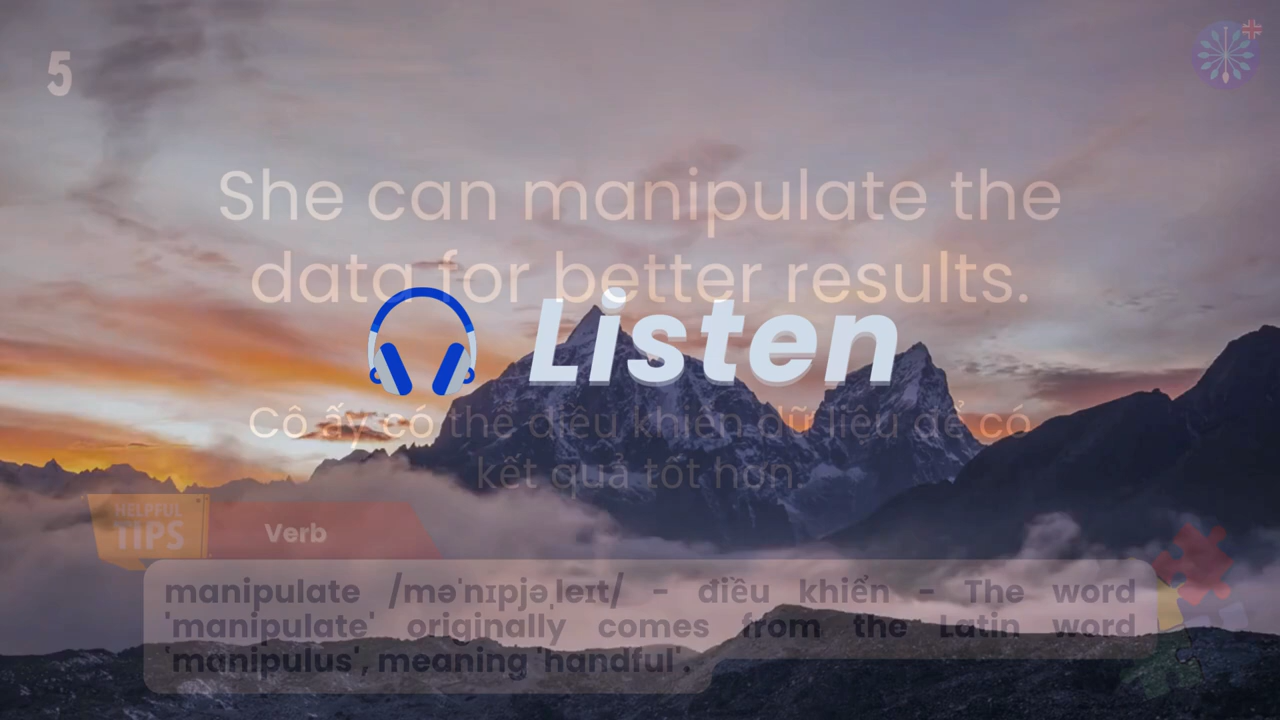 5
She can manipulate the
data for better results.
Listen
Cô ấy có thể điều khiển dữ liệu để có
kết quả tốt hơn.
HELPFUL
TIPS
Verb
manipulate /məˈnɪpjəˌleɪt/ - điều khiển - The word
'manipulate' originally comes from the Latin word
'manipulus', meaning 'handful'.